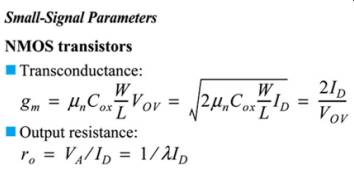 Small-Signal Parameters
NMOS transistors
■ Transconductance:
g_m = μ_n C_ox W/L V_OV = √(2μ_n C_ox W/L I_D) = 2I_D/V_OV
■ Output resistance:
r_o = V_A/I_D = 1/λI_D